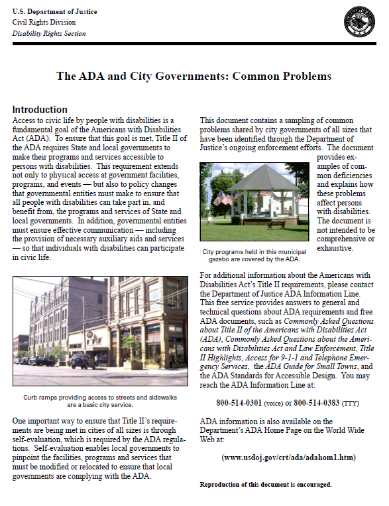 U.S. Department of Justice
Civil Rights Division
Disability Rights Section
The ADA and City Governments: Common Problems
Introduction
Access to civic life by people with disabilities is a
fundamental goal of the Americans with Disabilities
Act (ADA). To ensure that this goal is met, Title II of
the ADA requires State and local governments to
make their programs and services accessible to
persons with disabilities. This requirement extends
not only to physical access at government facilities,
programs, and events — but also to policy changes
that governmental entities must make to ensure that
all people with disabilities can take part in, and
benefit from, the programs and services of State and
local governments. In addition, governmental entities
must ensure effective communication — including
the provision of necessary auxiliary aids and services
— so that individuals with disabilities can participate
in civic life.
Curb ramps providing access to streets and sidewalks
are a basic city service.
One important way to ensure that Title II's require-
ments are being met in cities of all sizes is through
self-evaluation, which is required by the ADA regula-
tions. Self-evaluation enables local governments to
pinpoint the facilities, programs and services that
must be modified or relocated to ensure that local
governments are complying with the ADA.
This document contains a sampling of common
problems shared by city governments of all sizes that
have been identified through the Department of
Justice's ongoing enforcement efforts. The document
provides ex-
amples of com-
mon deficiencies
and explains how
these problems
affect persons
with disabilities.
The document is
not intended to be
comprehensive or
exhaustive.
City programs held in this municipal
gazebo are covered by the ADA.
For additional information about the Americans with
Disabilities Act's Title II requirements, please contact
the Department of Justice ADA Information Line.
This free service provides answers to general and
technical questions about ADA requirements and free
ADA documents, such as Commonly Asked Questions
about Title II of the Americans with Disabilities Act
(ADA), Commonly Asked Questions about the Ameri-
cans with Disabilities Act and Law Enforcement, Title
II Highlights, Access for 9-1-1 and Telephone Emer-
gency Services, the ADA Guide for Small Towns, and
the ADA Standards for Accessible Design. You may
reach the ADA Information Line at:
800-514-0301 (voice) or 800-514-0383 (TTY)
ADA information is also available on the
Department's ADA Home Page on the World Wide
Web at:
(www.usdoj.gov/crt/ada/adahom1.htm)
Reproduction of this document is encouraged.